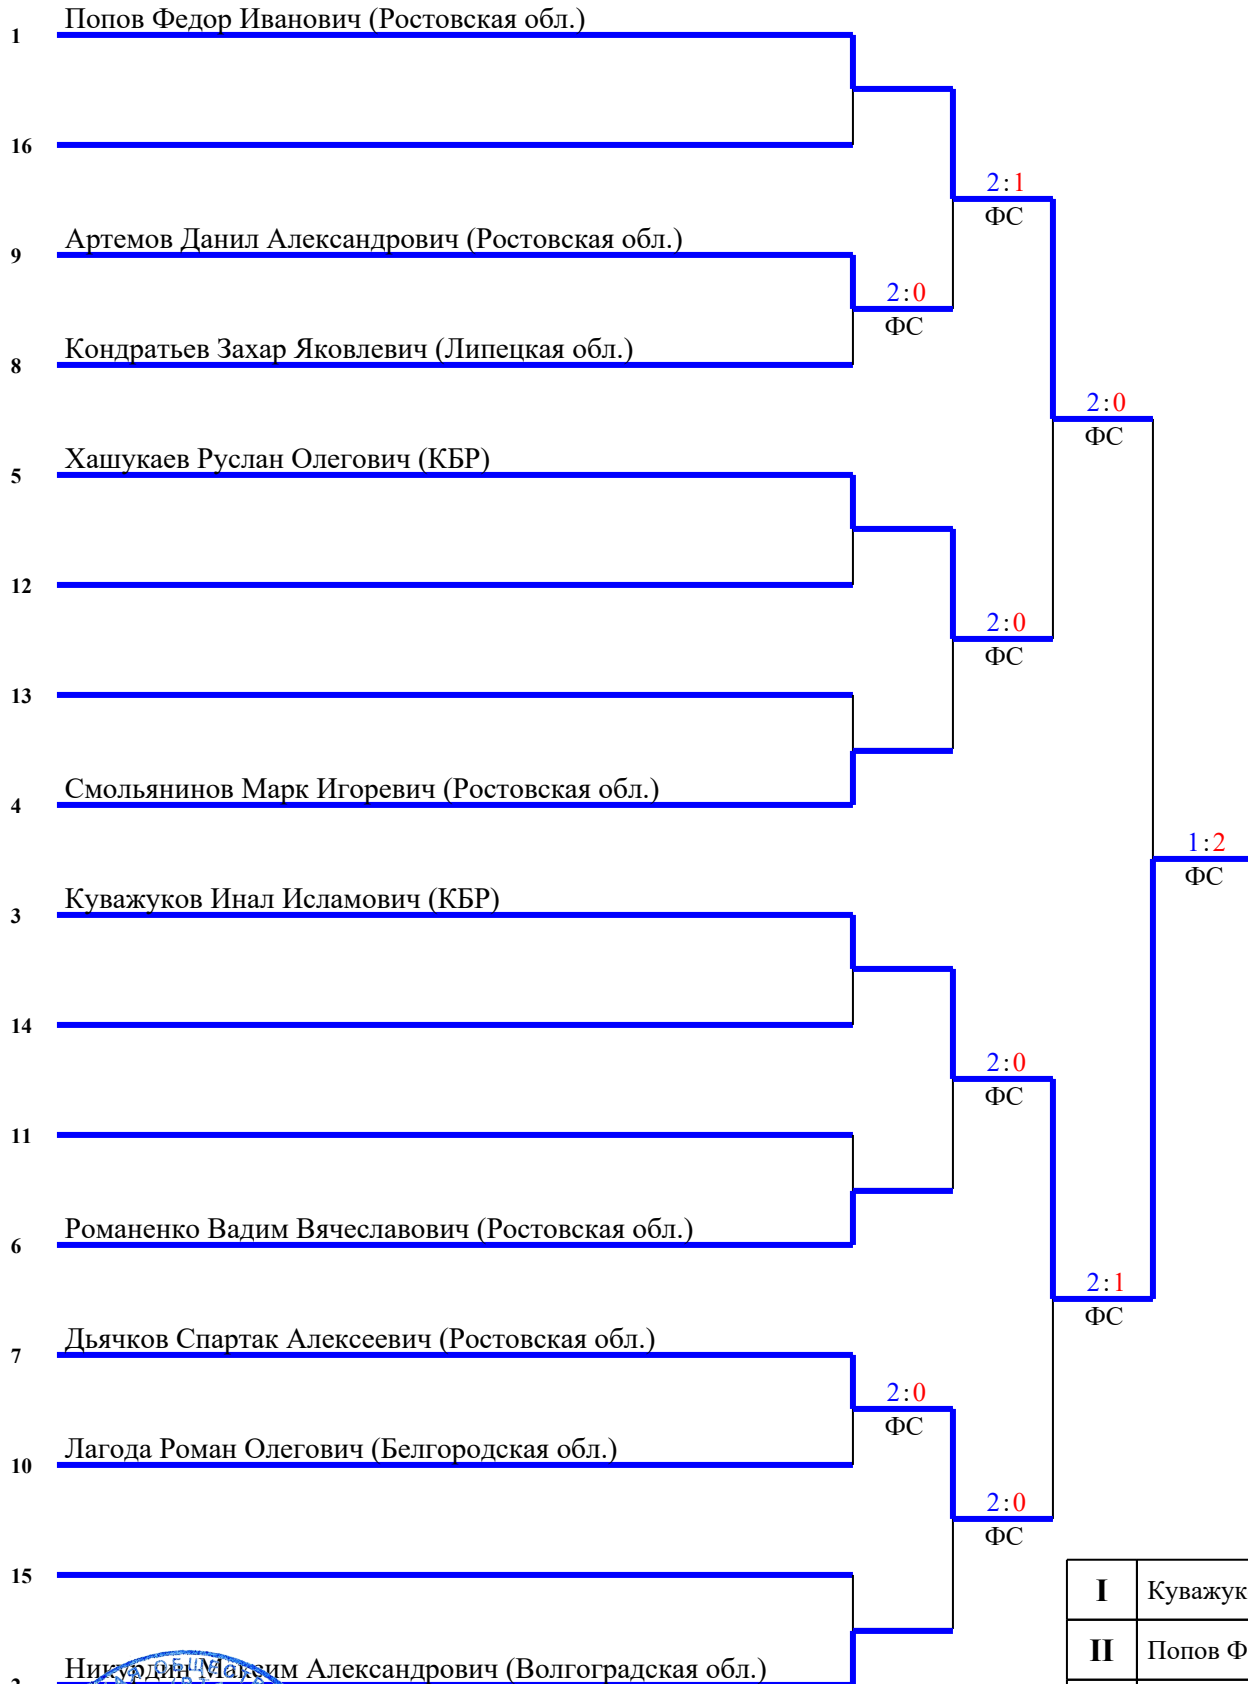 Попов Федор Иванович (Ростовская обл.)
1
16
2:1
ФС
Артемов Данил Александрович (Ростовская обл.)
9
2:0
ФС
Кондратьев Захар Яковлевич (Липецкая обл.)
8
2:0
ФС
Хашукаев Руслан Олегович (КБР)
5
12
2:0
ФС
13
Смольянинов Марк Игоревич (Ростовская обл.)
4
1:2
ФС
Куважуков Инал Исламович (КБР)
3
14
2:0
ФС
11
Романенко Вадим Вячеславович (Ростовская обл.)
6
2:1
ФС
Дьячков Спартак Алексеевич (Ростовская обл.)
7
2:0
ФС
Лагода Роман Олегович (Белгородская обл.)
10
2:0
ФС
15
I Куважук
II Попов Ф
Никурдин Максим Александрович (Волгоградская обл.)